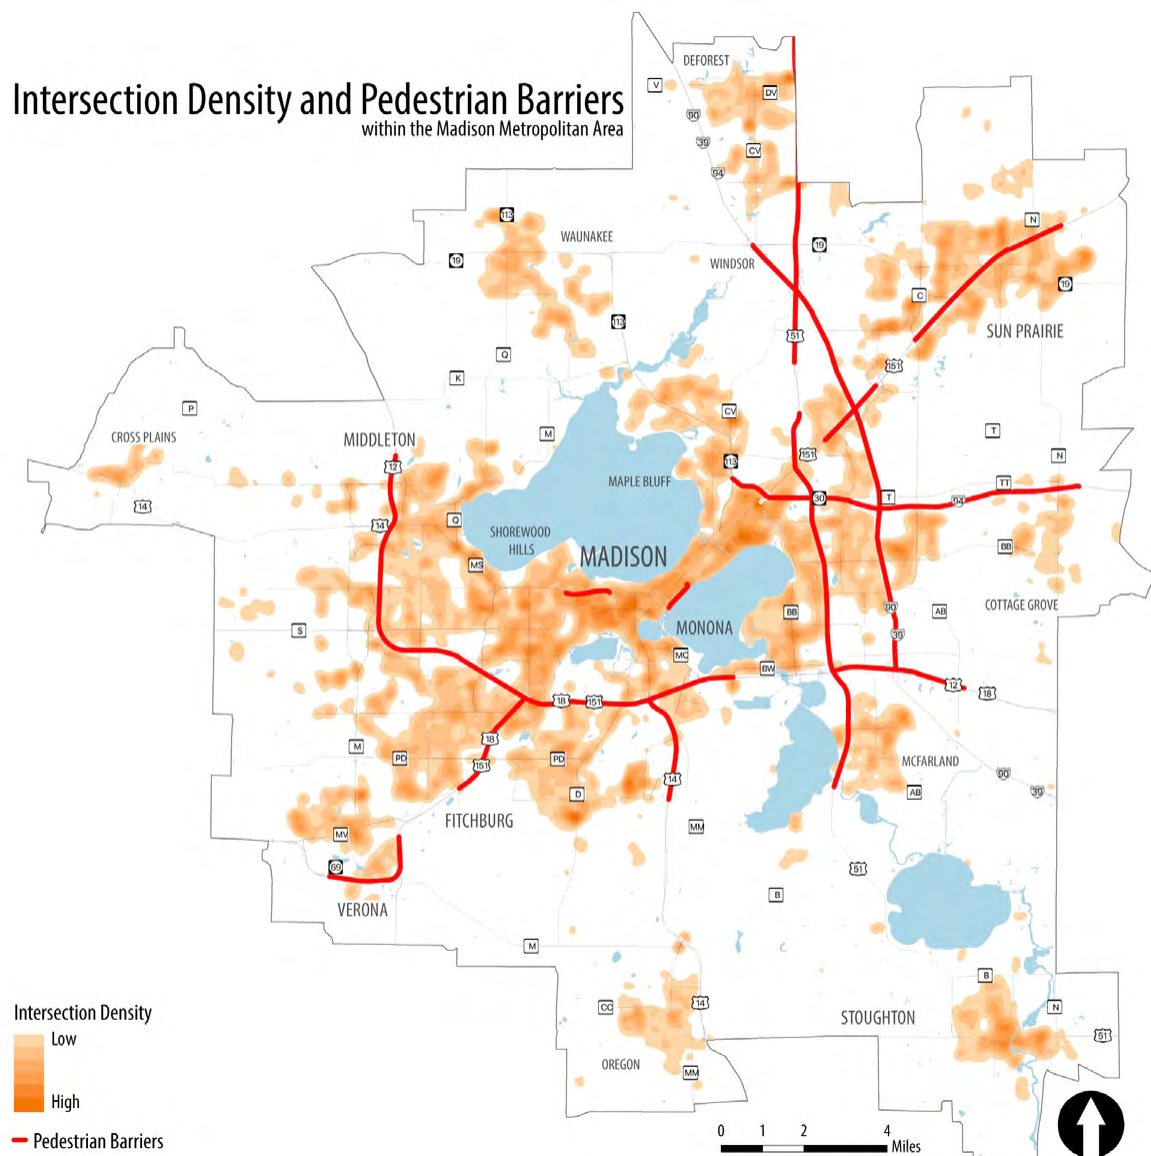 DEFOREST
V
DV
Intersection Density and Pedestrian Barriers
90
within the Madison Metropolitan Area
39
CV
94
113
N
WAUNAKEE
19
19
WINDSOR
19
C
113
SUN PRAIRIE
51
Q
151
K
P
CV
M
T
CROSS PLAINS
MIDDLETON
151
N
113
12
MAPLE BLUFF
TT
30
T
94
14
14
Q
SHOREWOOD
HILLS
MADISON
BB
MS
90
COTTAGE GROVE
BB
AB
S
MONONA
39
MC
BW
12
18
18
151
18
M
PD
PD
151
MCFARLAND
90
14
39
D
AB
FITCHBURG
MM
MV
69
51
B
VERONA
M
B
CC
14
N
STOUGHTON
51
OREGON
MM
Intersection Density
Low
High
Pedestrian Barriers
0 1 2 4
Miles